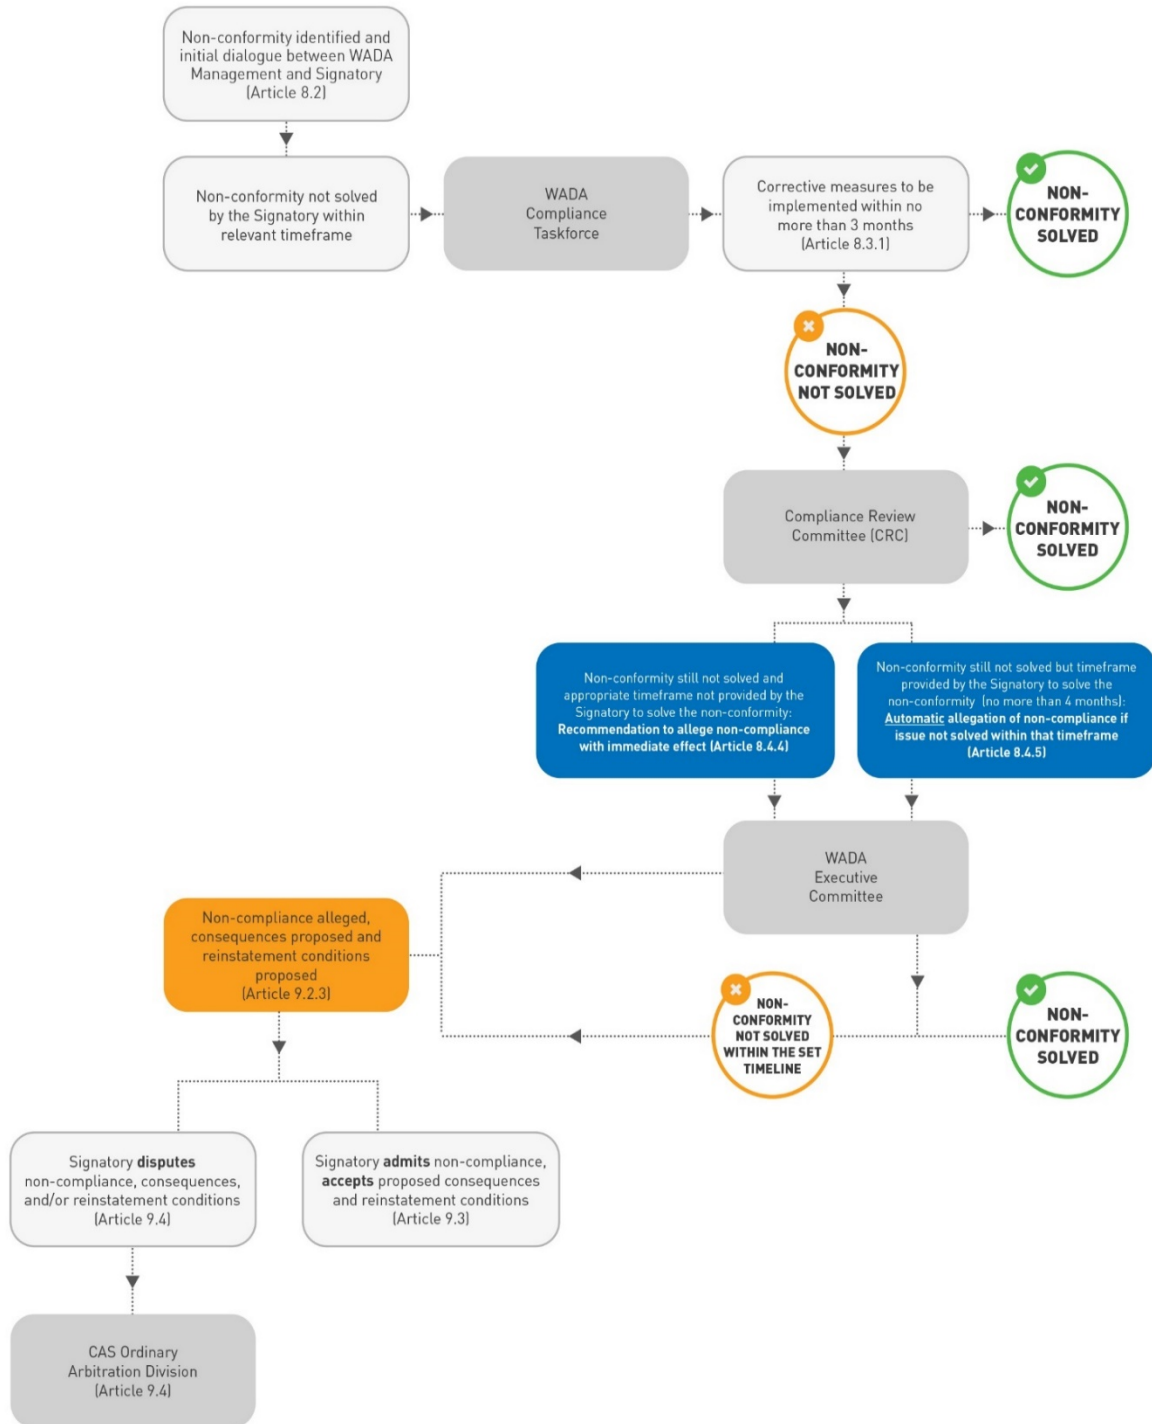 Non-conformity identified and
initial dialogue between WADA
Management and Signatory
(Article 8.2)
Non-conformity not solved
by the Signatory within
relevant timeframe
WADA
Compliance
Taskforce
Corrective measures to be
implemented within no
more than 3 months
(Article 8.3.1)
NON-
CONFORMITY
SOLVED
NON-
CONFORMITY
NOT SOLVED
Compliance Review
Committee (CRC)
NON-
CONFORMITY
SOLVED
Non-conformity still not solved and
appropriate timeframe not provided by the
Signatory to solve the non-conformity:
Recommendation to allege non-compliance
with immediate effect (Article 8.4.4)
Non-conformity still not solved but timeframe
provided by the Signatory to solve the
non-conformity (no more than 4 months):
Automatic allegation of non-compliance if
issue not solved within that timeframe
(Article 8.4.5)
WADA
Executive
Committee
Non-compliance alleged,
consequences proposed and
reinstatement conditions
proposed
(Article 9.2.3)
NON-
CONFORMITY
NOT SOLVED
WITHIN THE SET
TIMELINE
NON-
CONFORMITY
SOLVED
Signatory disputes
non-compliance, consequences,
and/or reinstatement conditions
(Article 9.4)
Signatory admits non-compliance,
accepts proposed consequences
and reinstatement conditions
(Article 9.3)
CAS Ordinary
Arbitration Division
(Article 9.4)